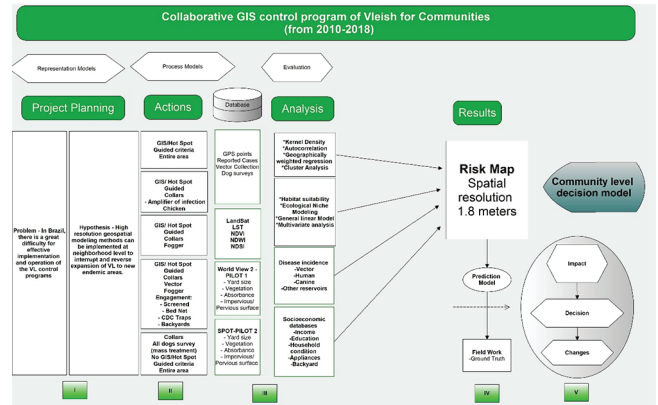 Collaborative GIS control program of Vleish for Communities
(from 2010-2018)
Representation Models
Process Models
Evaluation
Project Planning
Actions
Database
Analysis
Results
Problem - In Brazil,
there is a great
difficulty for
effective
implementation
and operation of
the VL control
programs
Hypothesis - High
resolution geospatial
modeling methods can
be implemented at
neighborhood level to
interrupt and reverse
expansion of VL to new
endemic areas.
GIS/Hot Spot
Guided criteria
Entire area
GIS/ Hot Spot
Guided
Collars
- Amplifier of infection
Chicken
GIS/ Hot Spot
Guided
Collars
Fogger
GIS/ Hot Spot
Guided
Collars
Vector
Fogger
Engagement:
- Screened
- Bed Net
- CDC Traps
- Backyards
Collars
All dogs survey
(mass treatment)
No GIS/Hot Spot
Guided criteria
Entire area
GPS points
Reported Cases
Vector Collection
Dog surveys
LandSat
LST
NDVI
NDWI
NDSI
World View 2 -
PILOT 1
- Yard size
- Vegetation
- Absorbance
- Impervious/
Pervious surface
SPOT-PILOT 2
- Yard size
- Vegetation
- Absorbance
- Impervious/
Pervious surface
*Kernel Density
*Autocorrelation
*Geographically
weighted regression
*Cluster Analysis
*Habitat suitability
*Ecological Niche
Modeling
*General linear Model
*Multivariate analysis
Disease incidence
-Vector
-Human
-Canine
-Other reservoirs
Socioeconomic
databases
-Income
-Education
-Household
condition
-Appliances
-Backyard
Risk Map
Spatial
resolution
1.8 meters
Prediction
Model
Field Work
-Ground Truth
Community level
decision model
Impact
Decision
Changes
I
II
III
IV
V